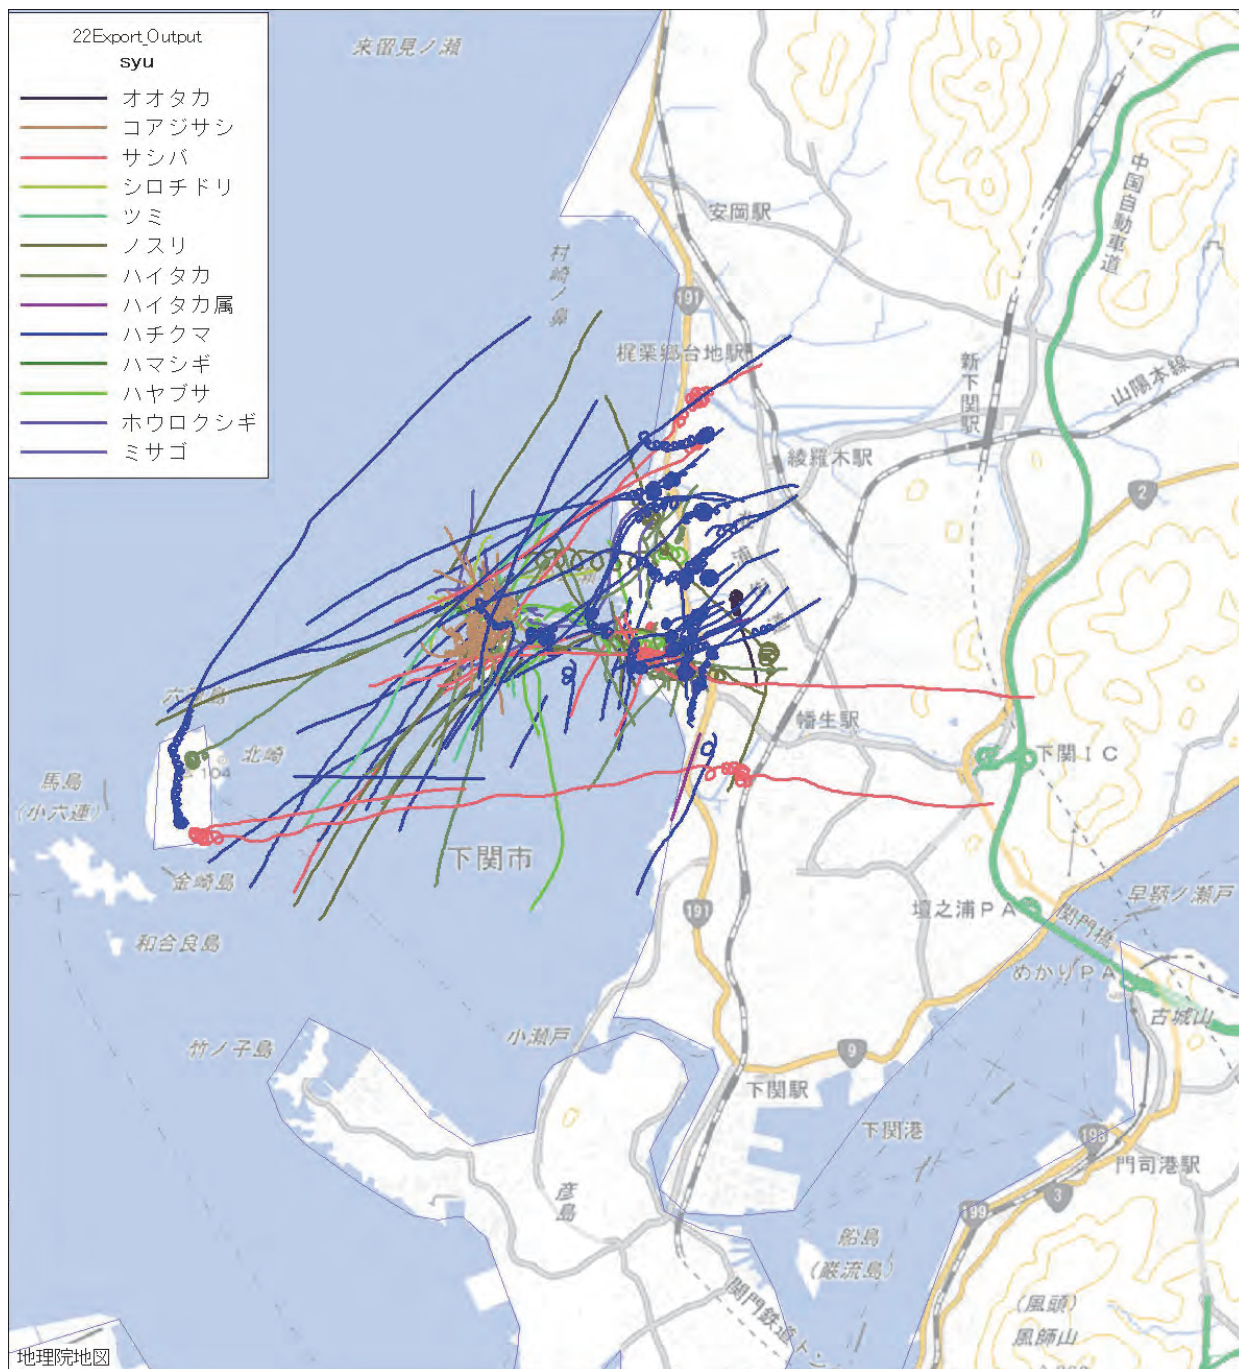 22Export_Output
syu
オオタカ
コアジサシ
サシバ
シロチドリ
ツミ
ノスリ
ハイタカ
ハイタカ属
ハチクマ
ハマシギ
ハヤブサ
ホウロクシギ
ミサゴ
来留見ノ瀬
中国自動車道
安岡駅
村崎ノ鼻
191
梶栗郷台地駅
新下関駅
山陽本線
綾羅木駅
2
北浦街道
北崎
幡生駅
下関IC
104
馬島
(小六連)
下関市
金崎島
191
壇之浦PA
早鞆ノ瀬戸
関門橋
和合良島
めかりPA
古城山
小瀬戸
竹ノ子島
9
下関駅
下関港
198
門司港駅
彦島
3
199
船島
(巌流島)
関門鉄道トン
(風頭)
風師山
地理院地図